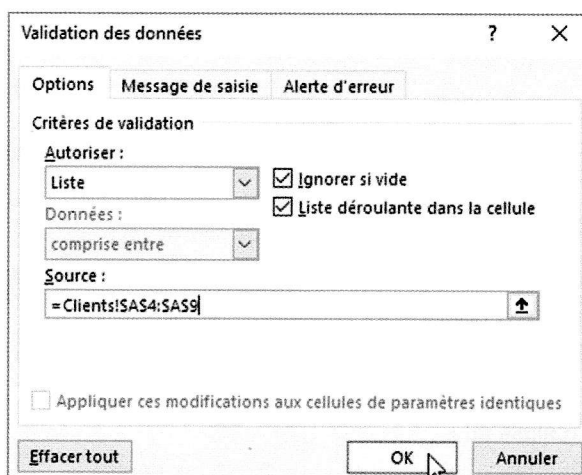 Validation des données ? ×
Options Message de saisie Alerte d'erreur
Critères de validation
Autoriser :
Liste
Ignorer si vide
Données :
Liste déroulante dans la cellule
comprise entre
Source :
=Clients!$A$4:$A$9
Appliquer ces modifications aux cellules de paramètres identiques
Effacer tout OK Annuler